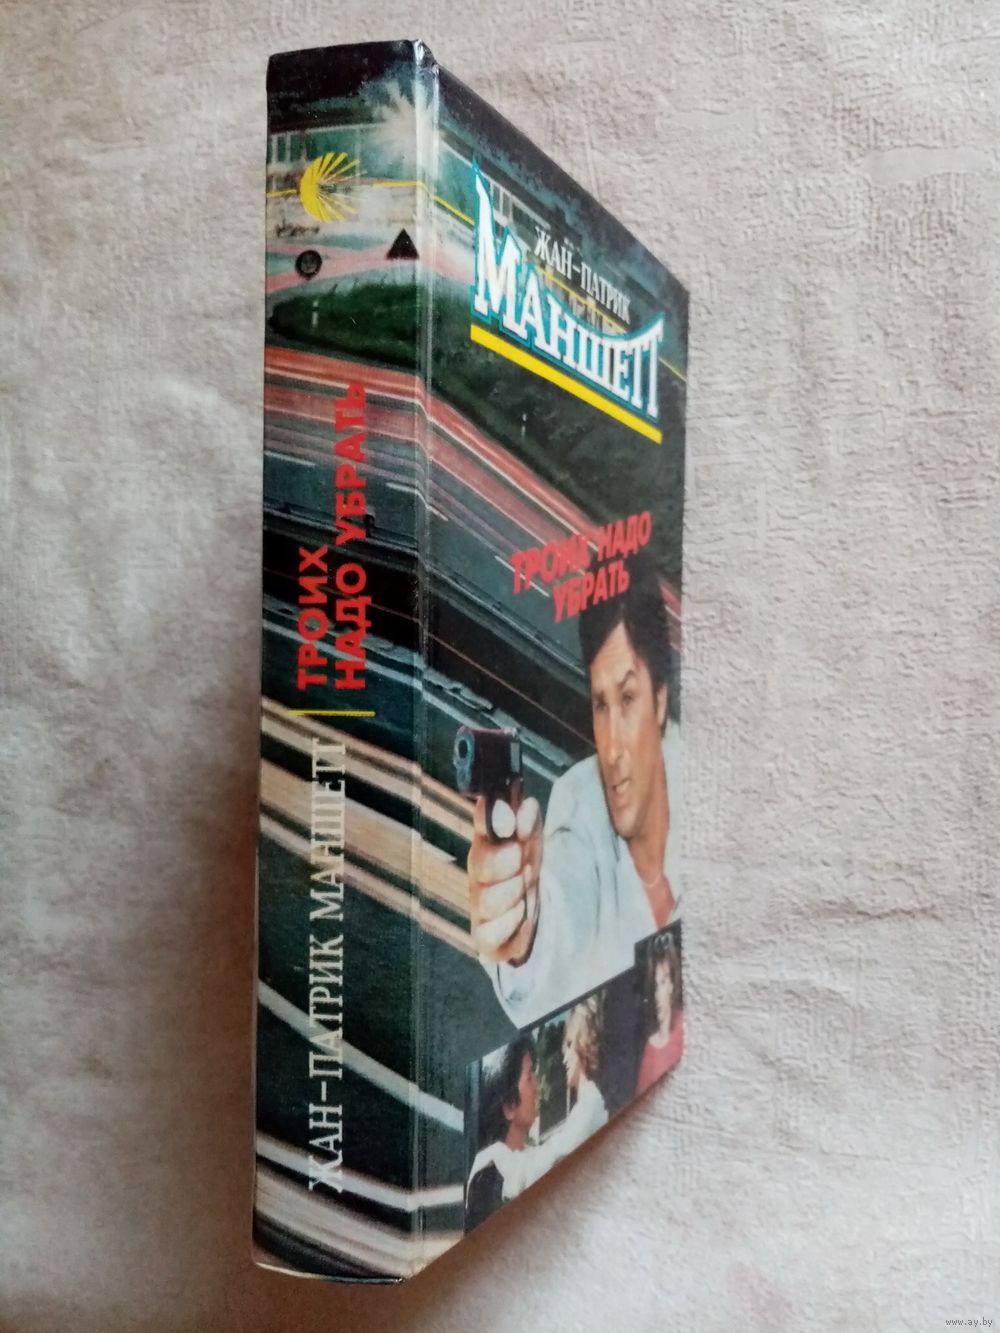 ЖАН-ПАТРИК
МАНШЕТТ
ТРОИХ НАДО
УБРАТЬ
ЖАН-ПАТРИК МАНШЕТТ
ТРОИХ
НАДО УБРАТЬ
www.ay.by